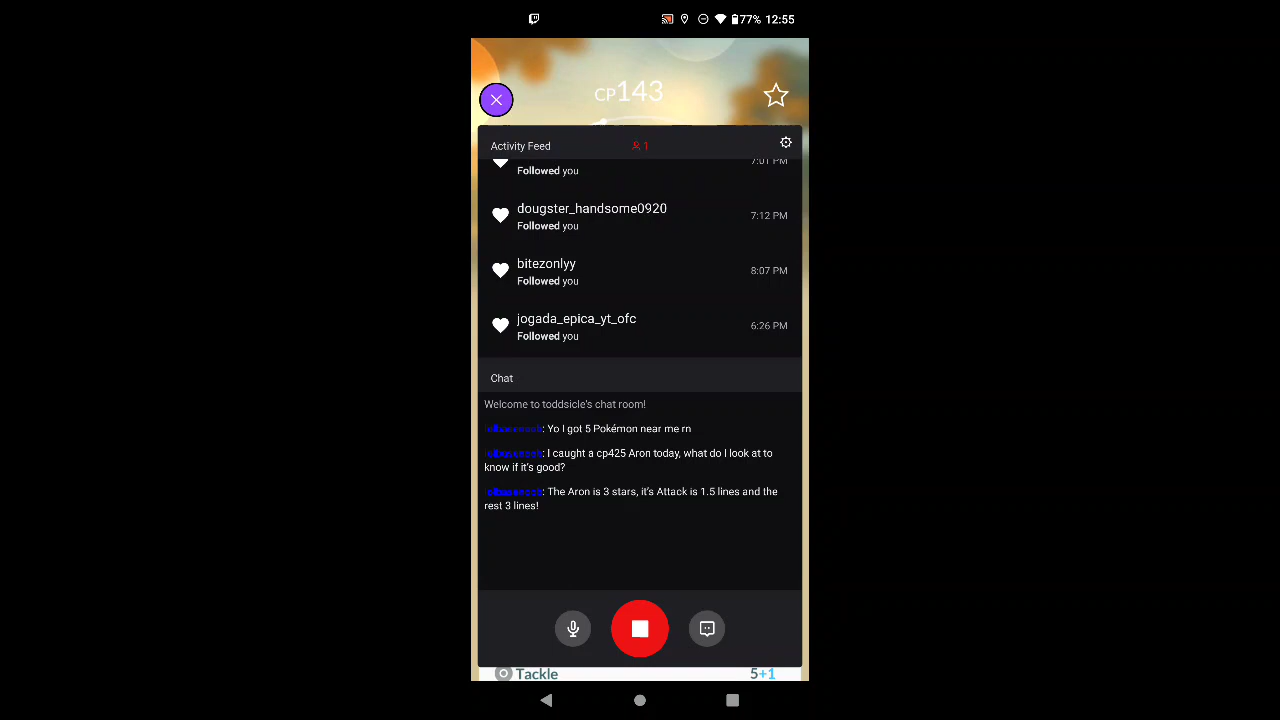 77% 12:55
CP143
Activity Feed 1
Followed you 7:01 PM
dougster_handsome0920
Followed you 7:12 PM
bitezonlyy
Followed you 8:07 PM
jogada_epica_yt_ofc
Followed you 6:26 PM
Chat
Welcome to toddsicle's chat room!
: Yo I got 5 Pokémon near me rn
: I caught a cp425 Aron today, what do I look at to
know if it's good?
: The Aron is 3 stars, it's Attack is 1.5 lines and the
rest 3 lines!
Tackle 5+1